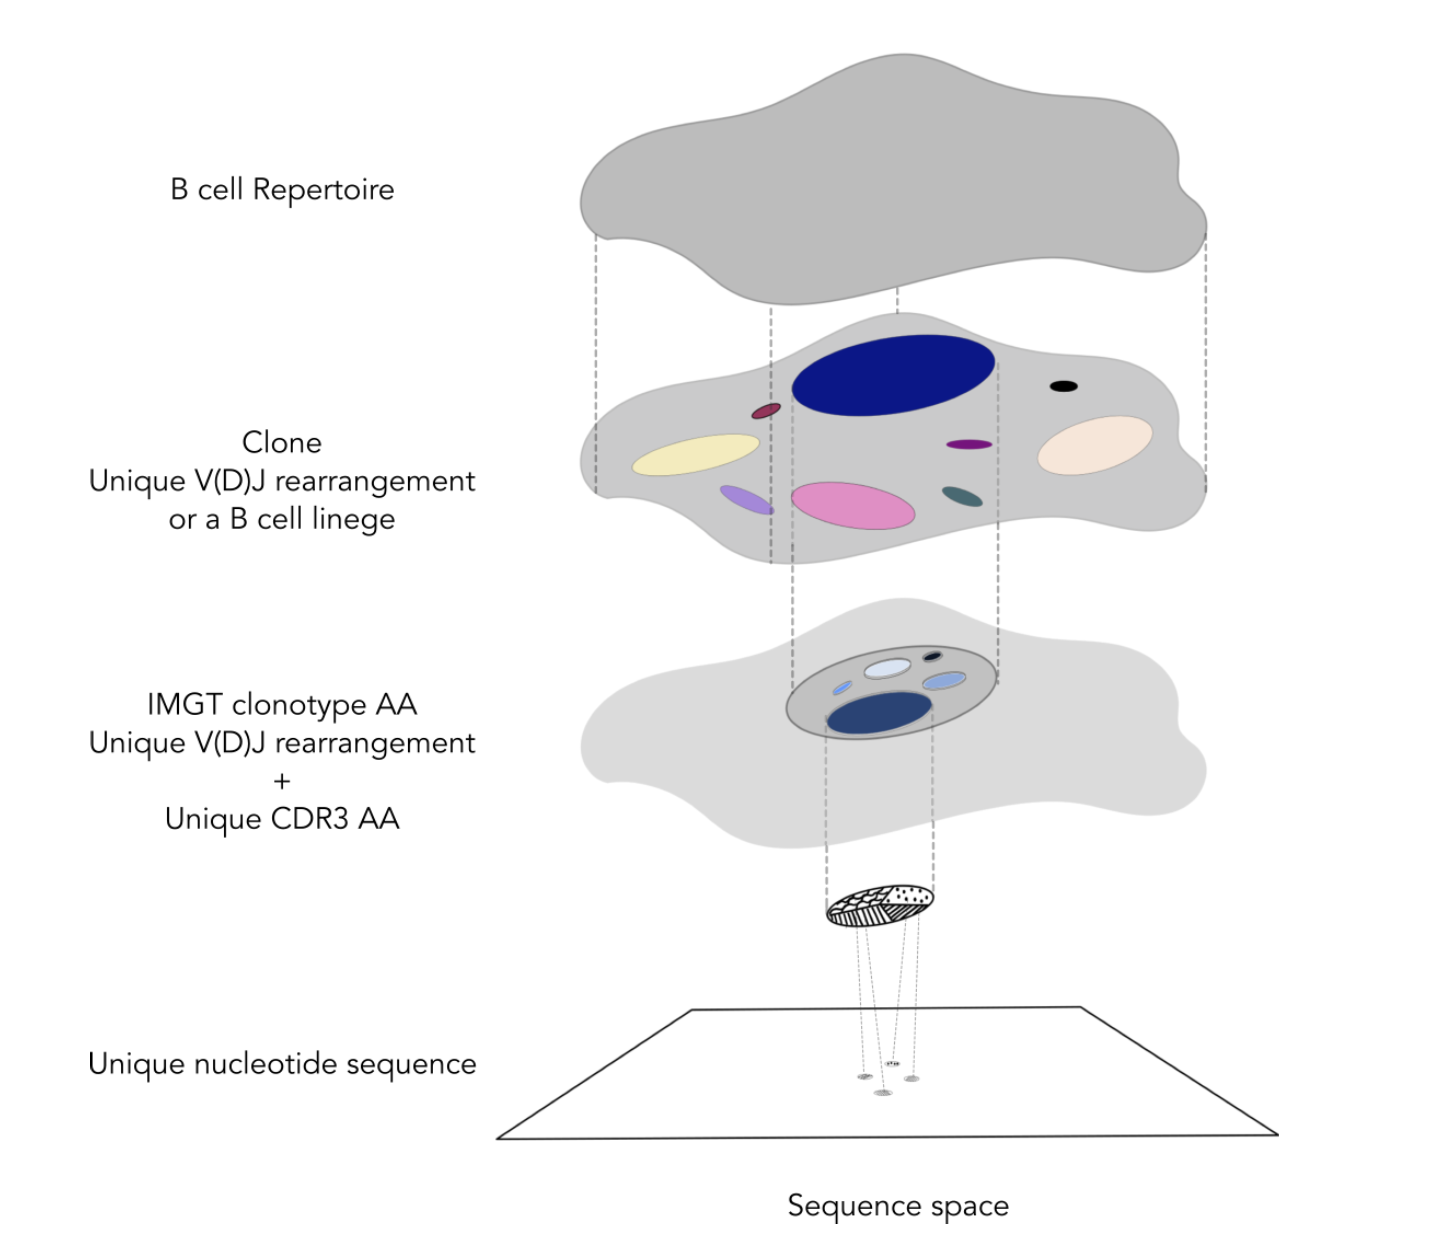 B cell Repertoire
Clone
Unique V(D)J rearrangement
or a B cell linege
IMGT clonotype AA
Unique V(D)J rearrangement
+
Unique CDR3 AA
Unique nucleotide sequence
Sequence space